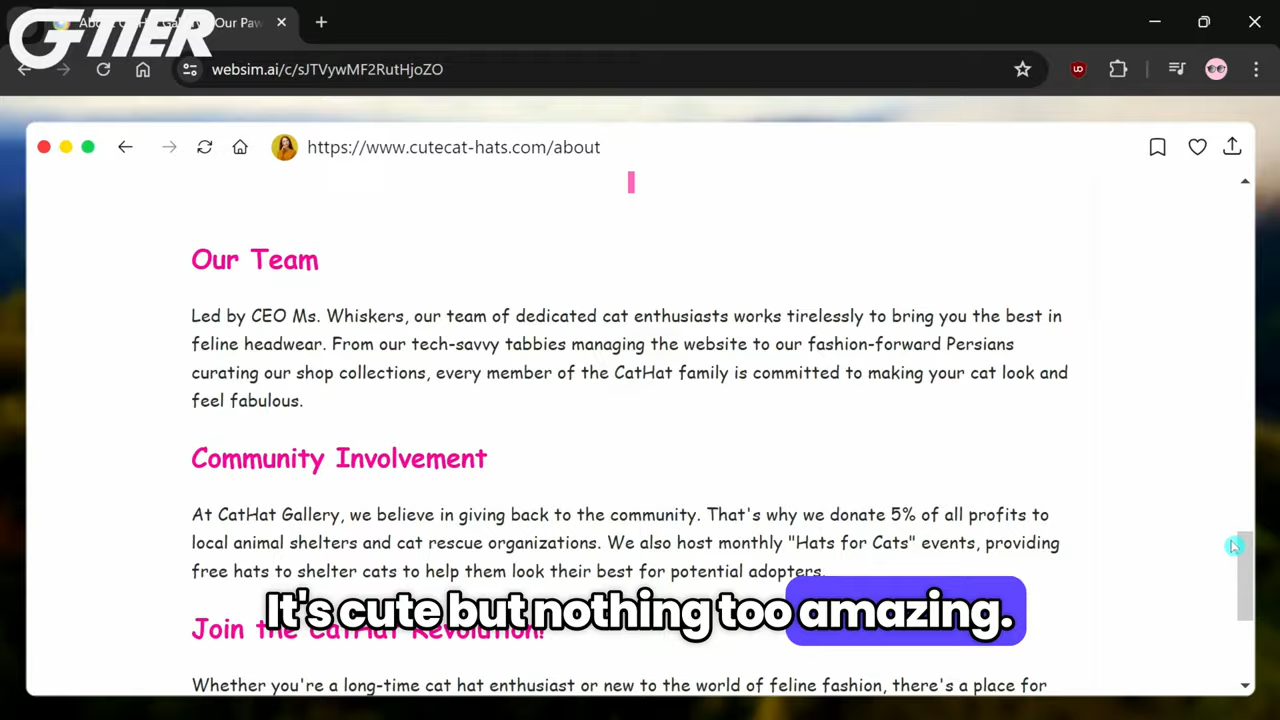 GTIER
About CatHat Gallery - Our Paw
websim.ai/c/sJTVywMF2RutHjoZO
https://www.cutecat-hats.com/about
Our Team
Led by CEO Ms. Whiskers, our team of dedicated cat enthusiasts works tirelessly to bring you the best in
feline headwear. From our tech-savvy tabbies managing the website to our fashion-forward Persians
curating our shop collections, every member of the CatHat family is committed to making your cat look and
feel fabulous.
Community Involvement
At CatHat Gallery, we believe in giving back to the community. That's why we donate 5% of all profits to
local animal shelters and cat rescue organizations. We also host monthly "Hats for Cats" events, providing
free hats to shelter cats to help them look their best for potential adopters.
It's cute but nothing too amazing.
Join the CatHat Revolution!
Whether you're a long-time cat hat enthusiast or new to the world of feline fashion, there's a place for